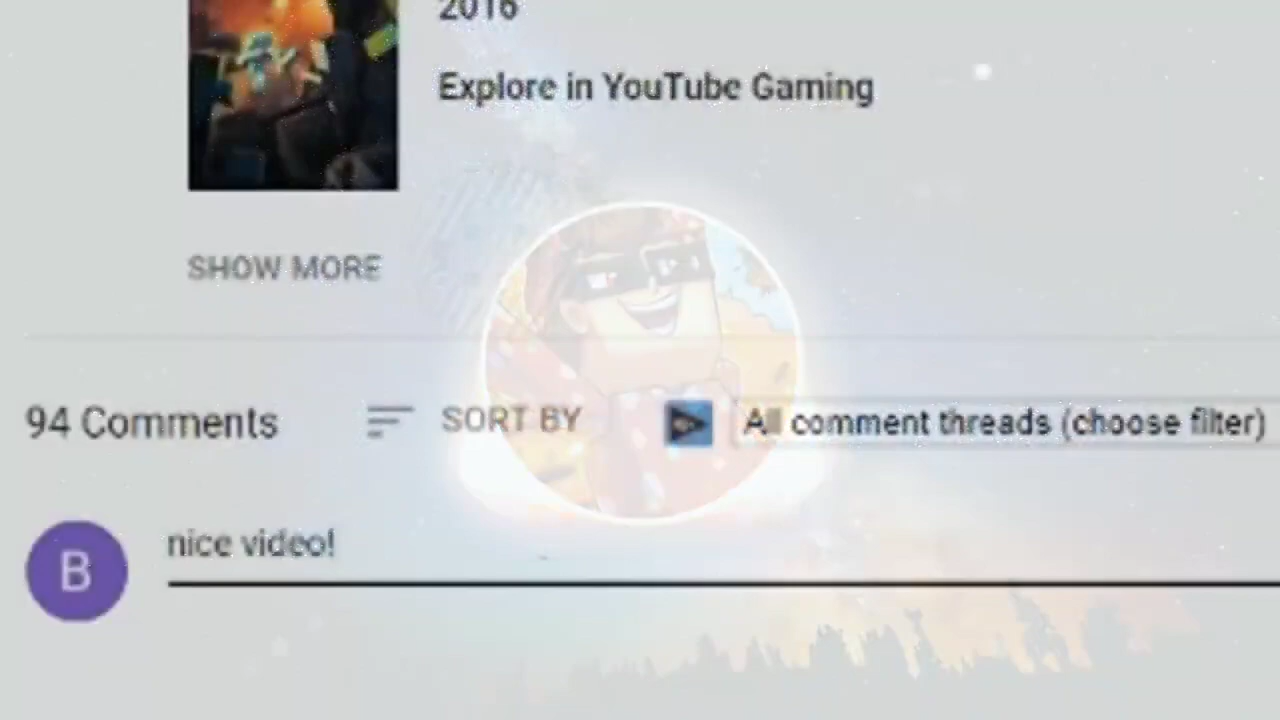 2016
Explore in YouTube Gaming
SHOW MORE
94 Comments
SORT BY
All comment threads (choose filter)
B
nice video!